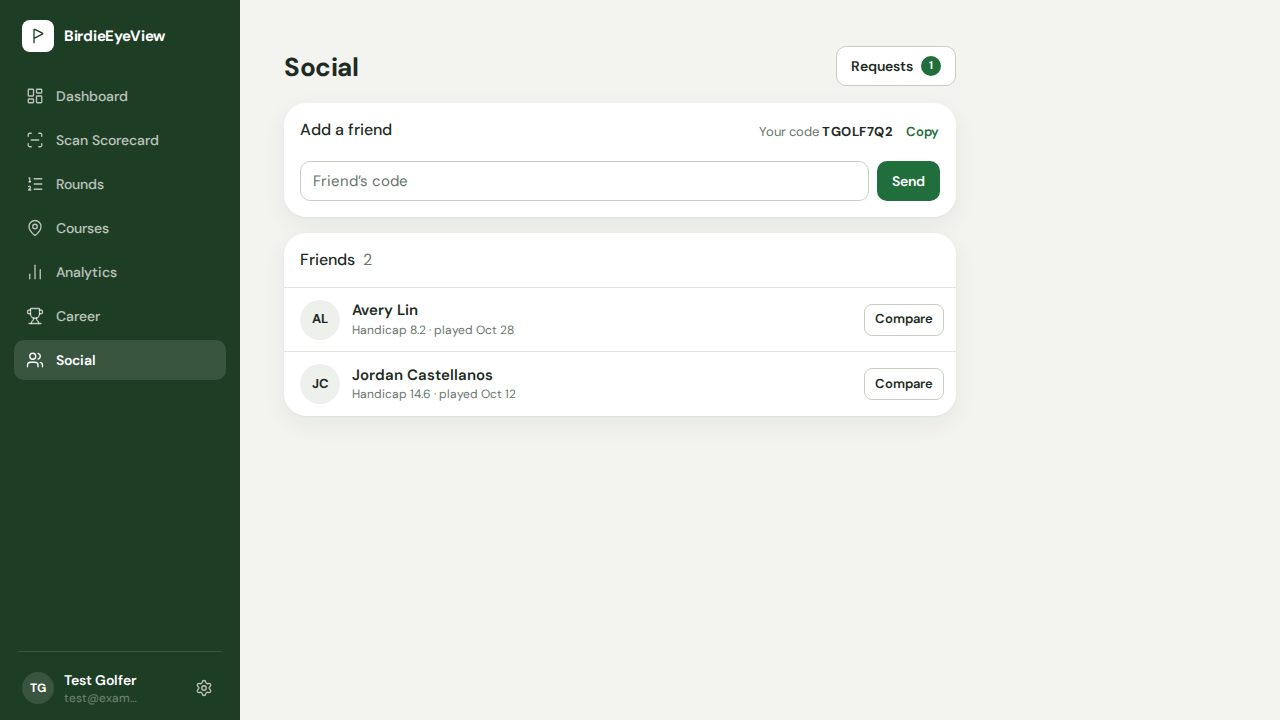 BirdieEyeView
Dashboard
Scan Scorecard
Rounds
Courses
Analytics
Career
Social
TG
Test Golfer
test@exam…
Social
Requests 1
Add a friend
Your code TGOLF7Q2 Copy
Friend's code
Send
Friends 2
AL
Avery Lin
Handicap 8.2 · played Oct 28
Compare
JC
Jordan Castellanos
Handicap 14.6 · played Oct 12
Compare